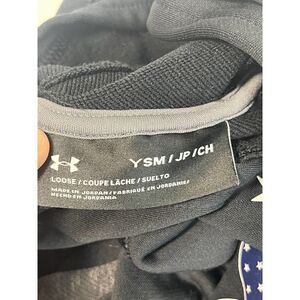 YSM / JP / CH
LOOSE / COUPE LÂCHE / SUELTO
MADE IN JORDAN / FABRIQUÉ EN JORDANIE /
HECHO EN JORDANIA